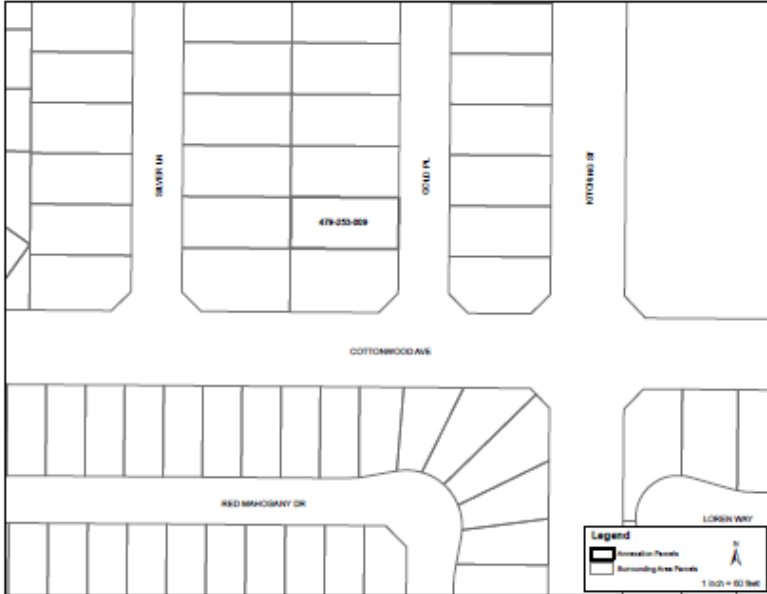 SILVER LN
GOLD PL
KITCHING ST
479-253-009
COTTONWOOD AVE
RED MAHOGANY DR
LOREN WAY
Legend
Annexation Parcels
Surrounding Area Parcels
N
1 inch = 60 feet